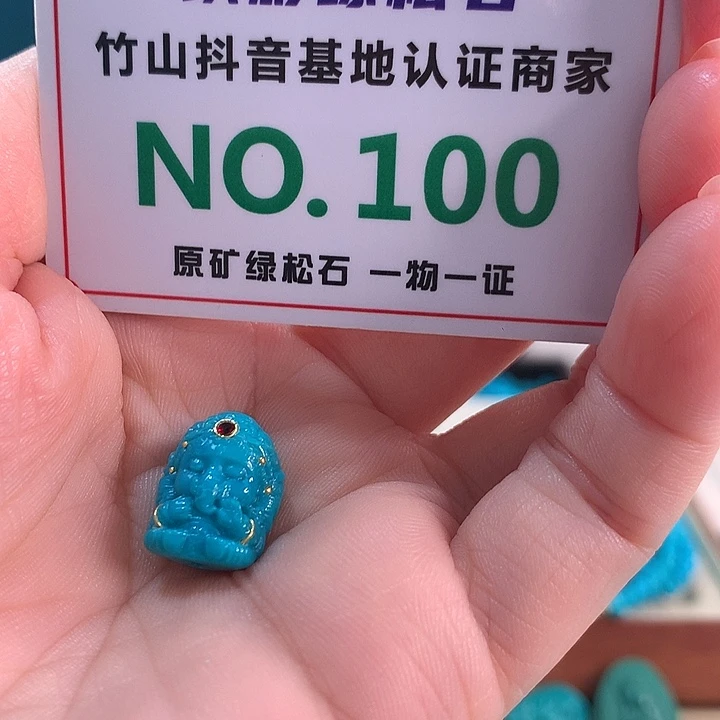 竹山抖音基地认证商家
NO.100
原矿绿松石 一物一证